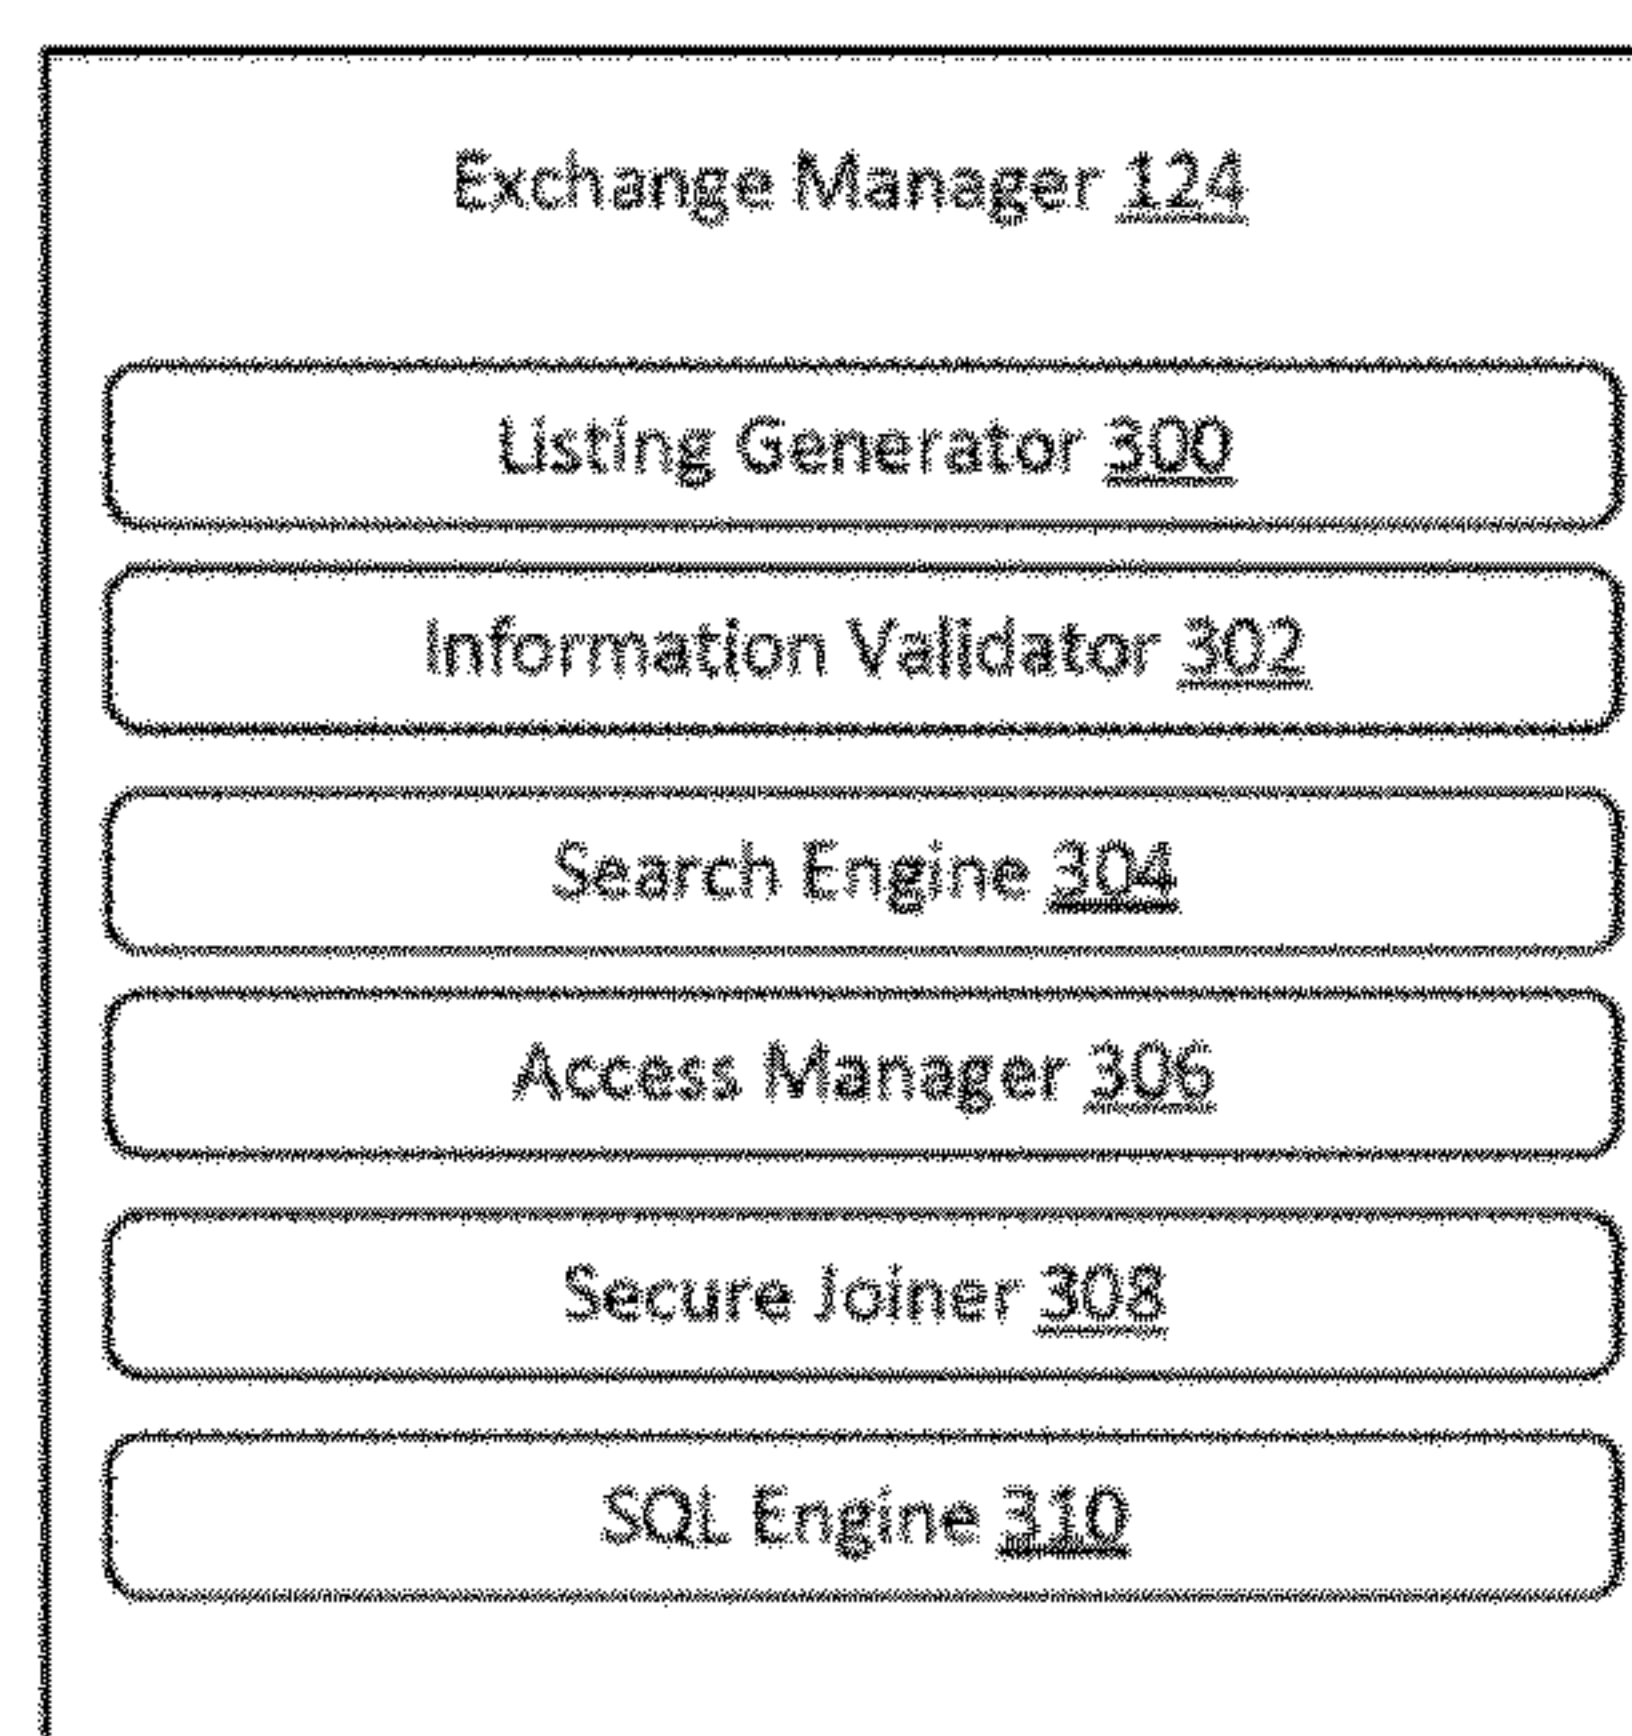 Exchange Manager 124
Listing Generator 300
Information Validator 302
Search Engine 304
Access Manager 306
Secure Joiner 308
SQL Engine 310